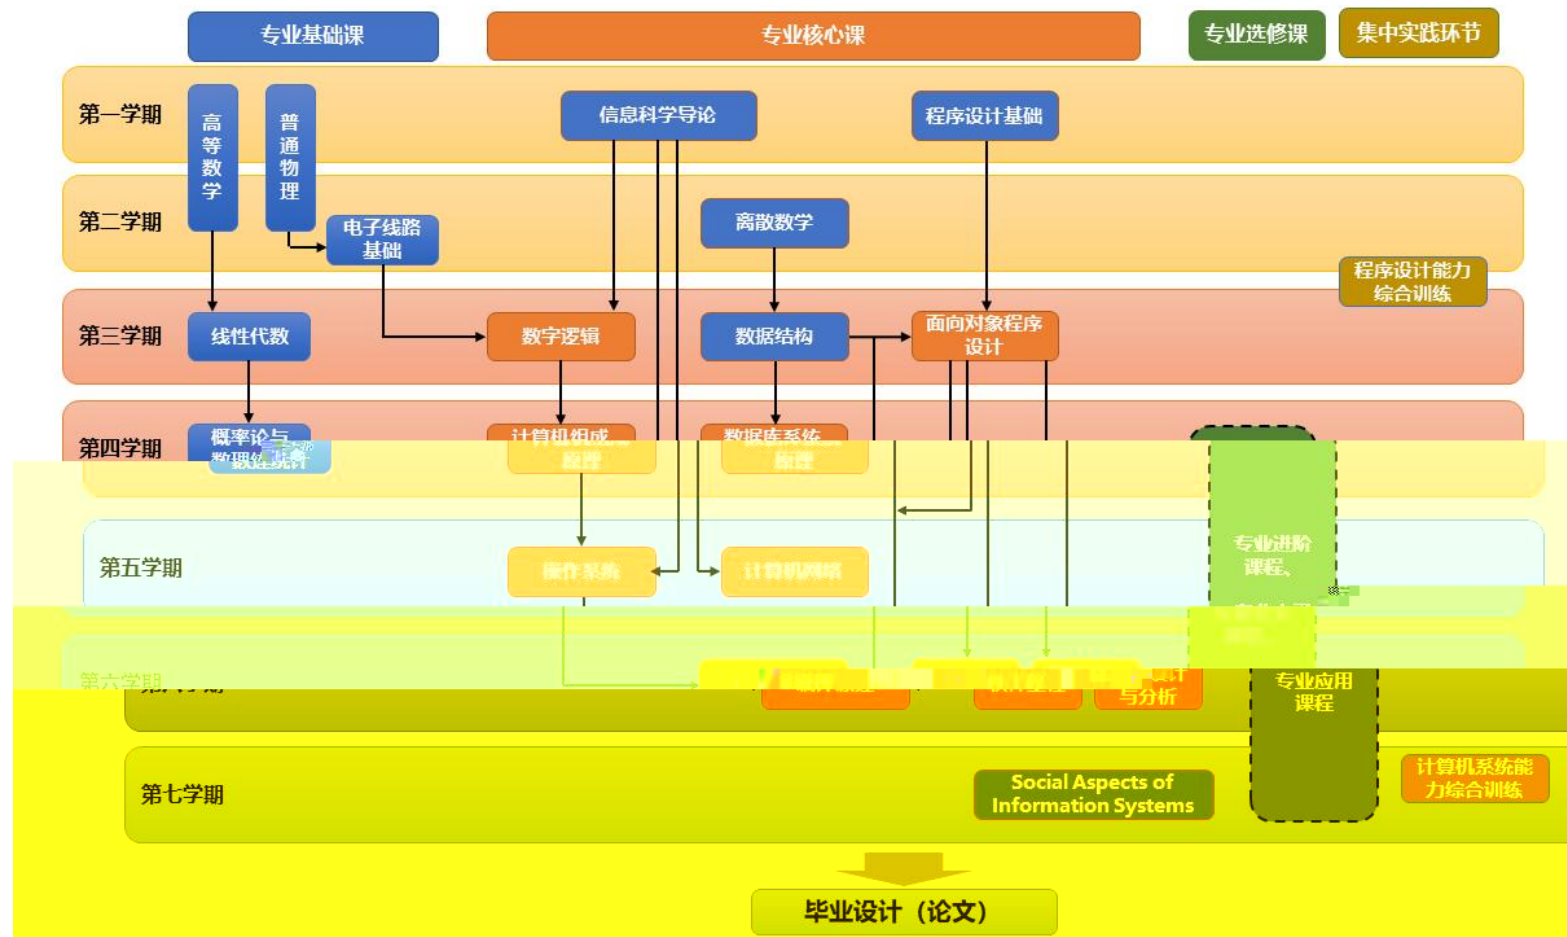 专业基础课
专业核心课
专业选修课
集中实践环节
第一学期
高等数学
普通物理
信息科学导论
程序设计基础
第二学期
电子线路
基础
离散数学
程序设计能力
综合训练
第三学期
线性代数
数字逻辑
数据结构
面向对象程序
设计
第四学期
概率论与
数理统计
计算机组成
原理
数据库系统
原理
第五学期
操作系统
计算机网络
专业进阶
课程、
第六学期
与分析
专业应用
课程
第七学期
Social Aspects of
Information Systems
计算机系统能
力综合训练
毕业设计（论文）